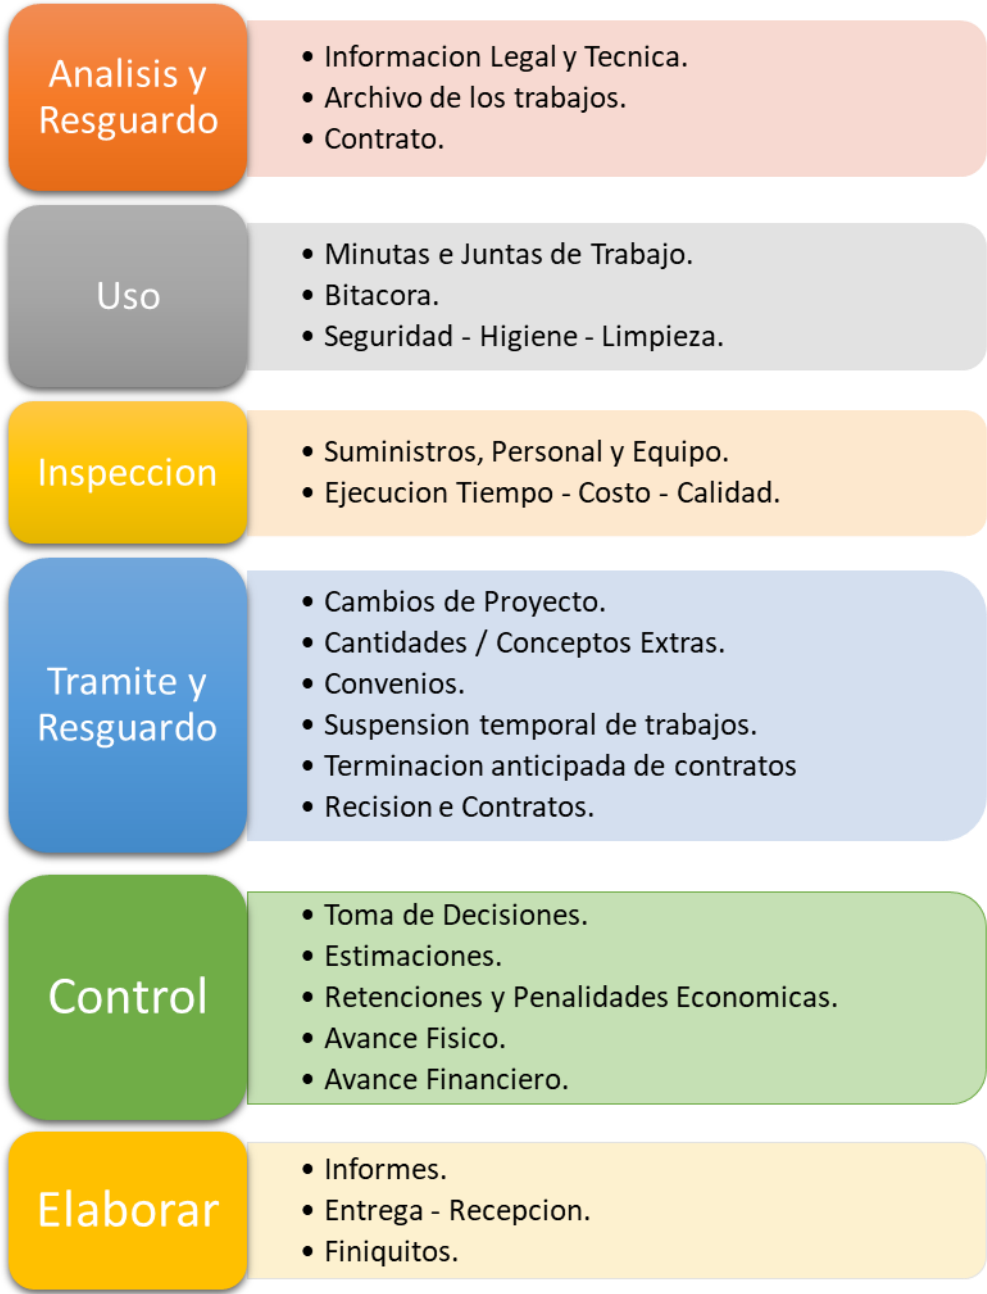 Analisis y
Resguardo
• Informacion Legal y Tecnica.
• Archivo de los trabajos.
• Contrato.
Uso
• Minutas e Juntas de Trabajo.
• Bitacora.
• Seguridad - Higiene - Limpieza.
Inspeccion
• Suministros, Personal y Equipo.
• Ejecucion Tiempo - Costo - Calidad.
Tramite y
Resguardo
• Cambios de Proyecto.
• Cantidades / Conceptos Extras.
• Convenios.
• Suspension temporal de trabajos.
• Terminacion anticipada de contratos
• Recision e Contratos.
Control
• Toma de Decisiones.
• Estimaciones.
• Retenciones y Penalidades Economicas.
• Avance Fisico.
• Avance Financiero.
Elaborar
• Informes.
• Entrega - Recepcion.
• Finiquitos.